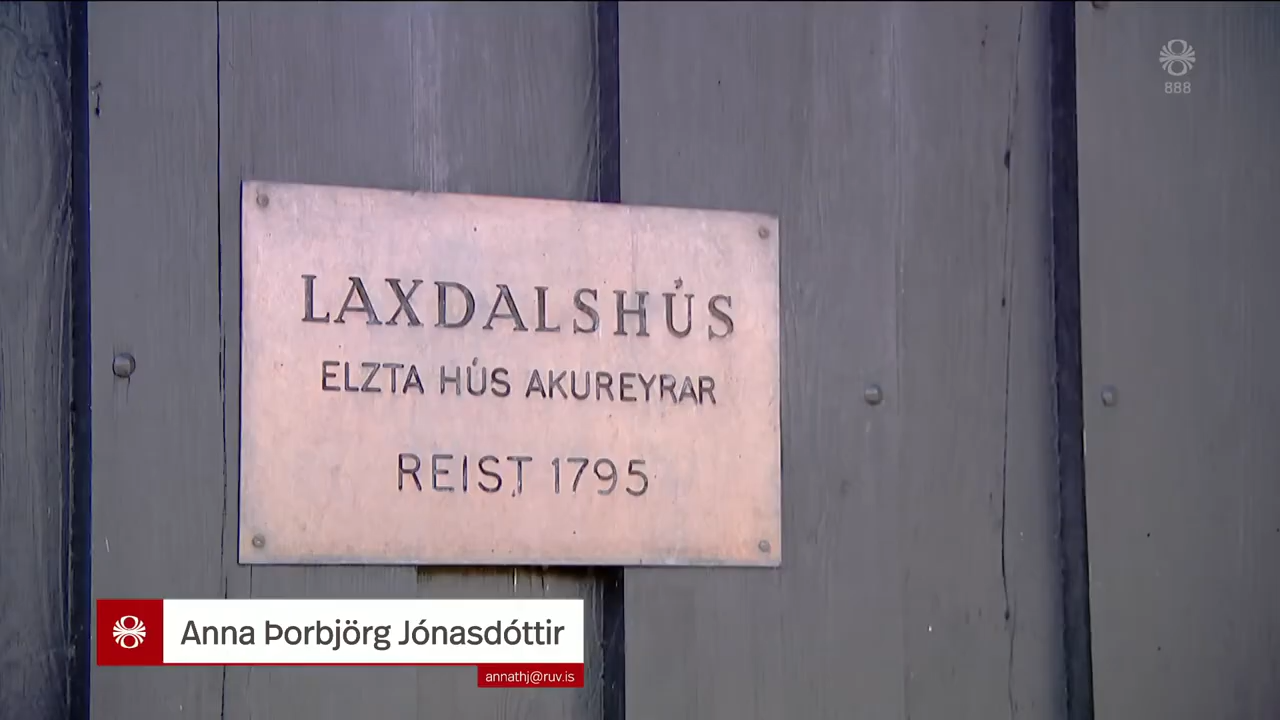 888
LAXDALSHÚS
ELZTA HÚS AKUREYRAR
REIST 1795
Anna Þorbjörg Jónasdóttir
annathj@ruv.is